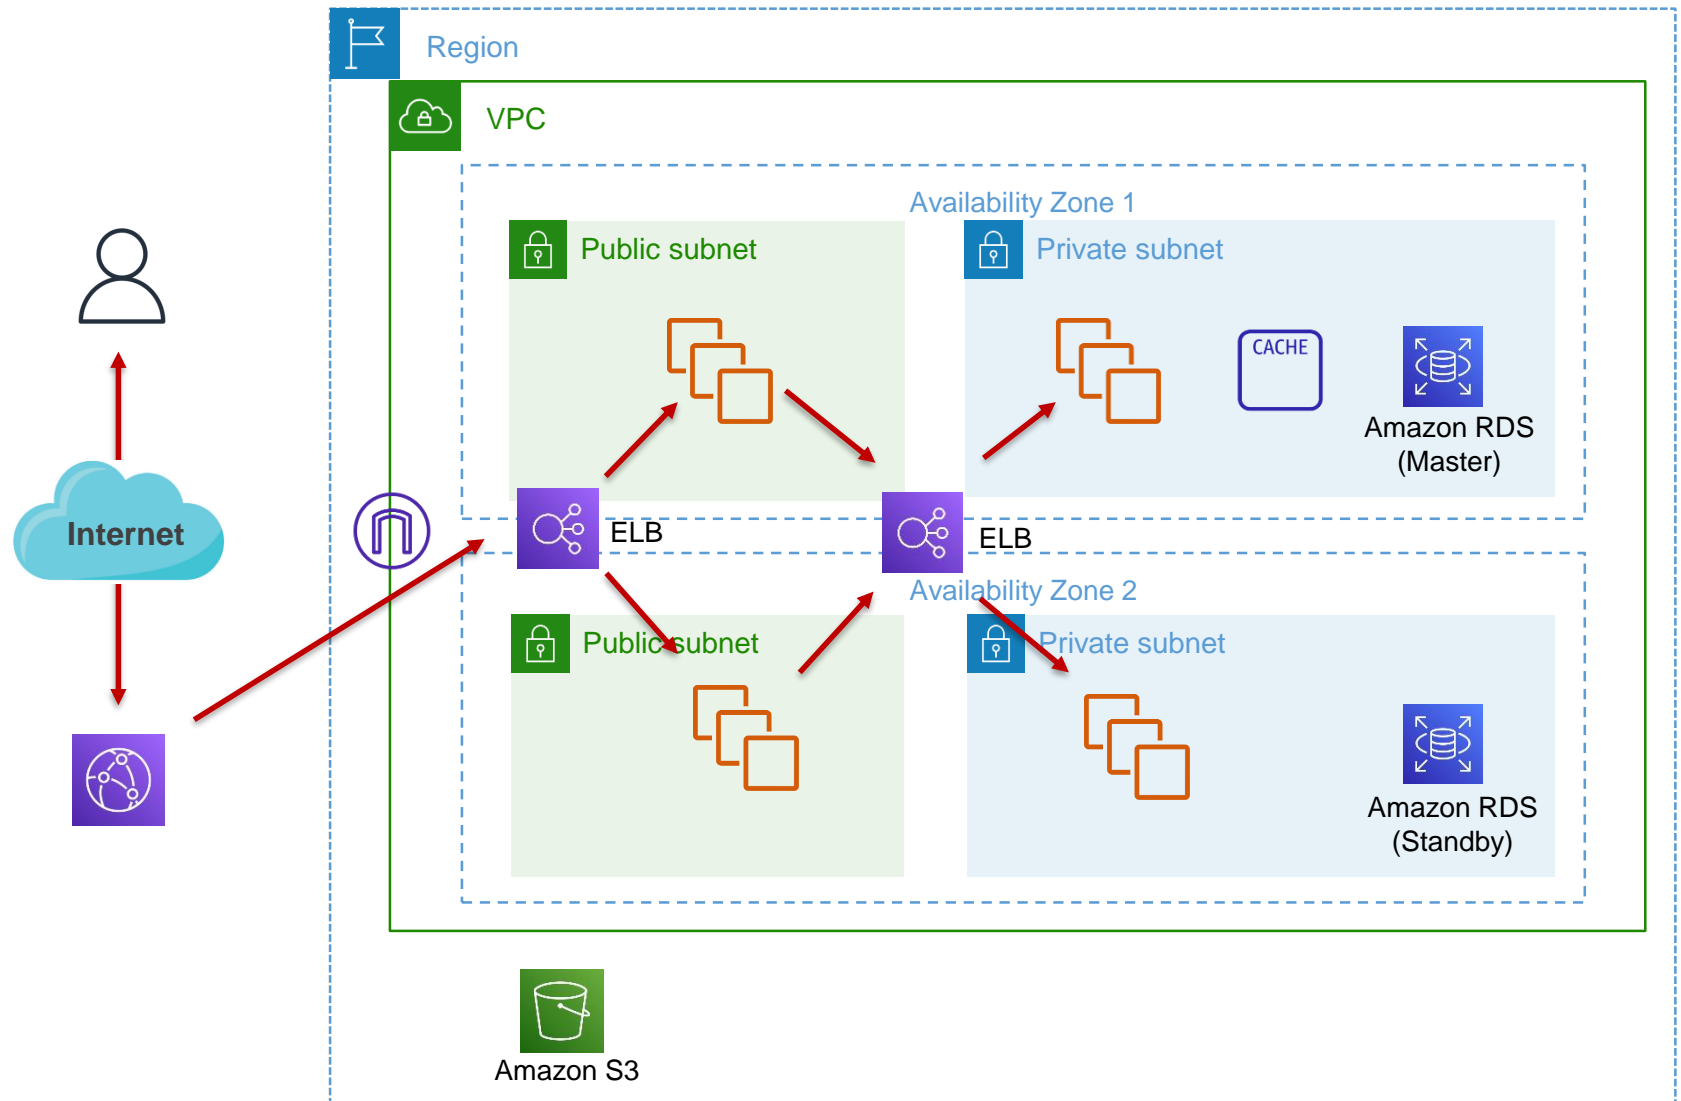 Region
VPC
Availability Zone 1
Public subnet
Private subnet
CACHE
Amazon RDS
(Master)
Internet
ELB
ELB
Availability Zone 2
Public subnet
Private subnet
Amazon RDS
(Standby)
Amazon S3